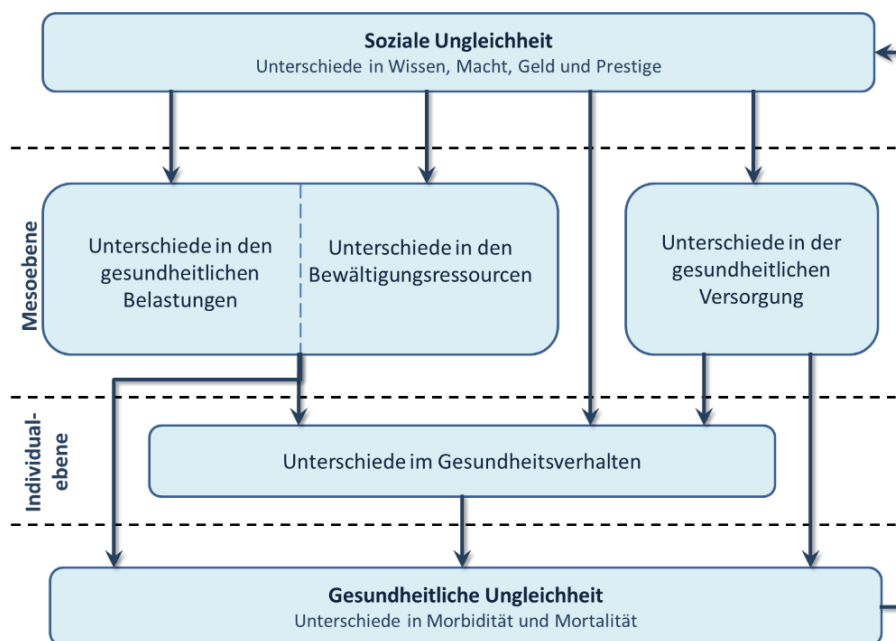 Soziale Ungleichheit
Unterschiede in Wissen, Macht, Geld und Prestige
Mesoebene
Unterschiede in den
gesundheitlichen
Belastungen
Unterschiede in den
Bewältigungsressourcen
Unterschiede in der
gesundheitlichen
Versorgung
Individual-
ebene
Unterschiede im Gesundheitsverhalten
Gesundheitliche Ungleichheit
Unterschiede in Morbidität und Mortalität